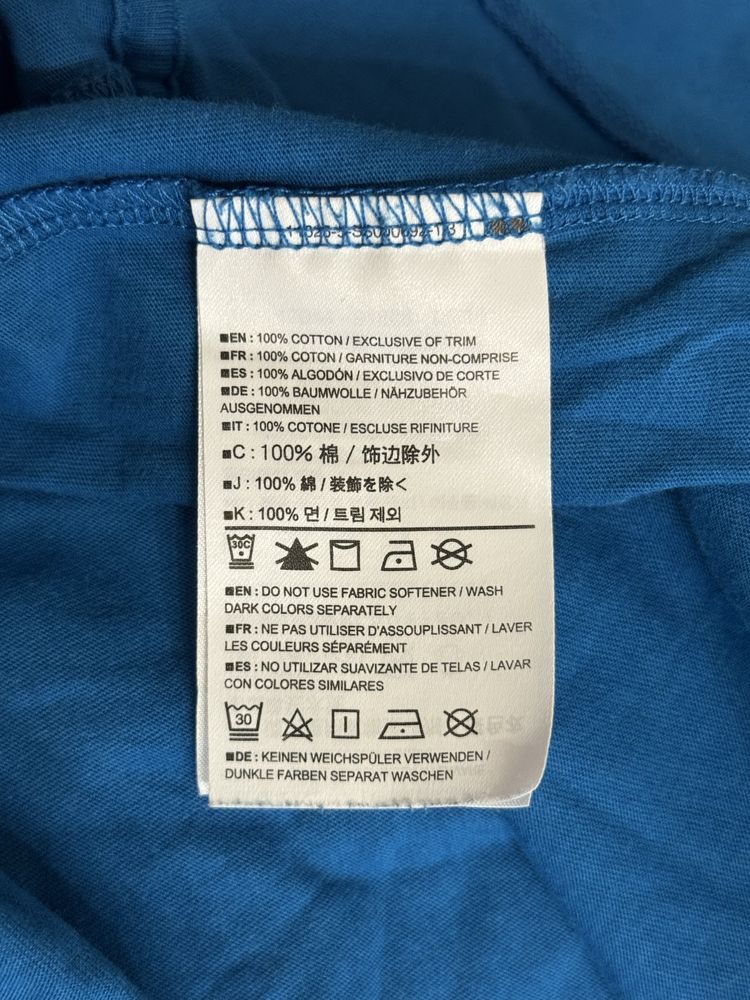 EN : 100% COTTON / EXCLUSIVE OF TRIM
FR : 100% COTON / GARNITURE NON-COMPRISE
ES : 100% ALGODÓN / EXCLUSIVO DE CORTE
DE : 100% BAUMWOLLE / NÄHZUBEHÖR
AUSGENOMMEN
IT : 100% COTONE / ESCLUSE RIFINITURE
C : 100% 棉 / 饰边除外
J : 100% 綿 / 装飾を除く
K : 100% 면 / 트림 제외
30C
EN : DO NOT USE FABRIC SOFTENER / WASH
DARK COLORS SEPARATELY
FR : NE PAS UTILISER D'ASSOUPLISSANT / LAVER
LES COULEURS SÉPARÉMENT
ES : NO UTILIZAR SUAVIZANTE DE TELAS / LAVAR
CON COLORES SIMILARES
30
DE : KEINEN WEICHSPÜLER VERWENDEN /
DUNKLE FARBEN SEPARAT WASCHEN